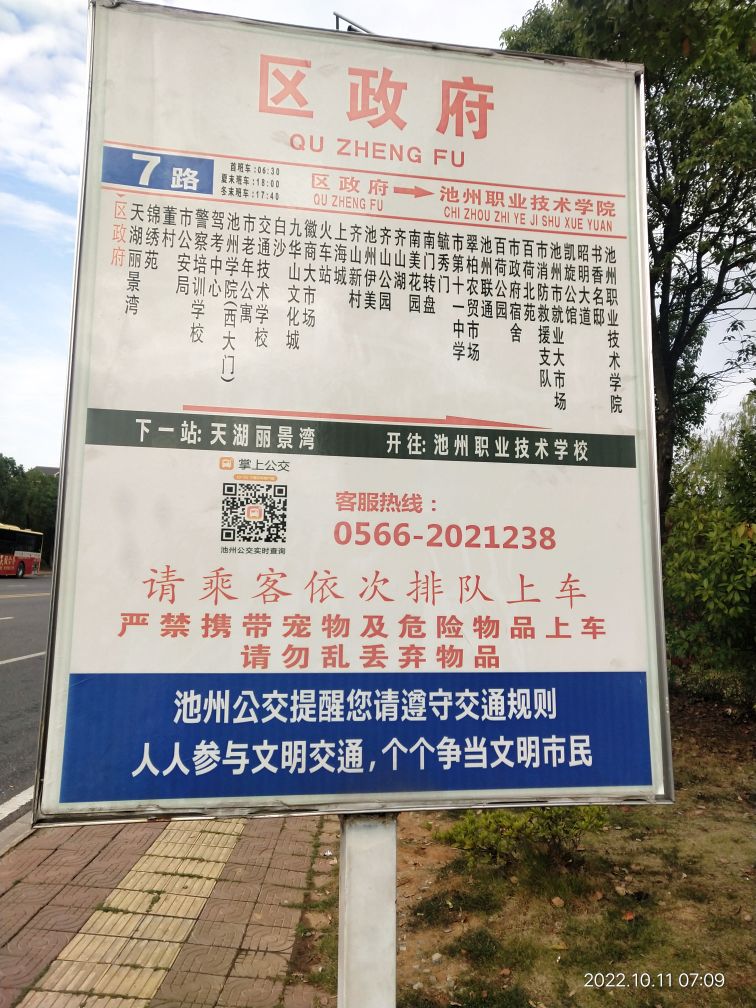 区政府
QU ZHENG FU
7路
首班车:06:30
夏末班车:18:00
冬末班车:17:40
区政府
QU ZHENG FU
池州职业技术学院
CHI ZHOU ZHI YE JI SHU XUE YUAN
区政府
天湖丽景湾
锦绣苑
董村
市公安局
警察培训学校
驾考中心
池州学院(西大门)
市老年公寓
交通技术学校
白沙
九华山文化城
徽商大市场
火车站
上海城
齐山新村
池州伊美
齐山公园
齐山湖
南美花园
南门转盘
毓秀门
市第十一中学
翠柏农贸市场
池州联通
百荷公园
市政府宿舍
百荷北苑
市消防救援支队
池州市就业大市场
凯旋公馆
昭明大道
书香名邸
池州职业技术学院
下一站:天湖丽景湾
开往:池州职业技术学校
掌上公交
池州公交实时查询
客服热线：
0566-2021238
请乘客依次排队上车
严禁携带宠物及危险物品上车
请勿乱丢弃物品
池州公交提醒您请遵守交通规则
人人参与文明交通,个个争当文明市民
2022.10.11 07:09